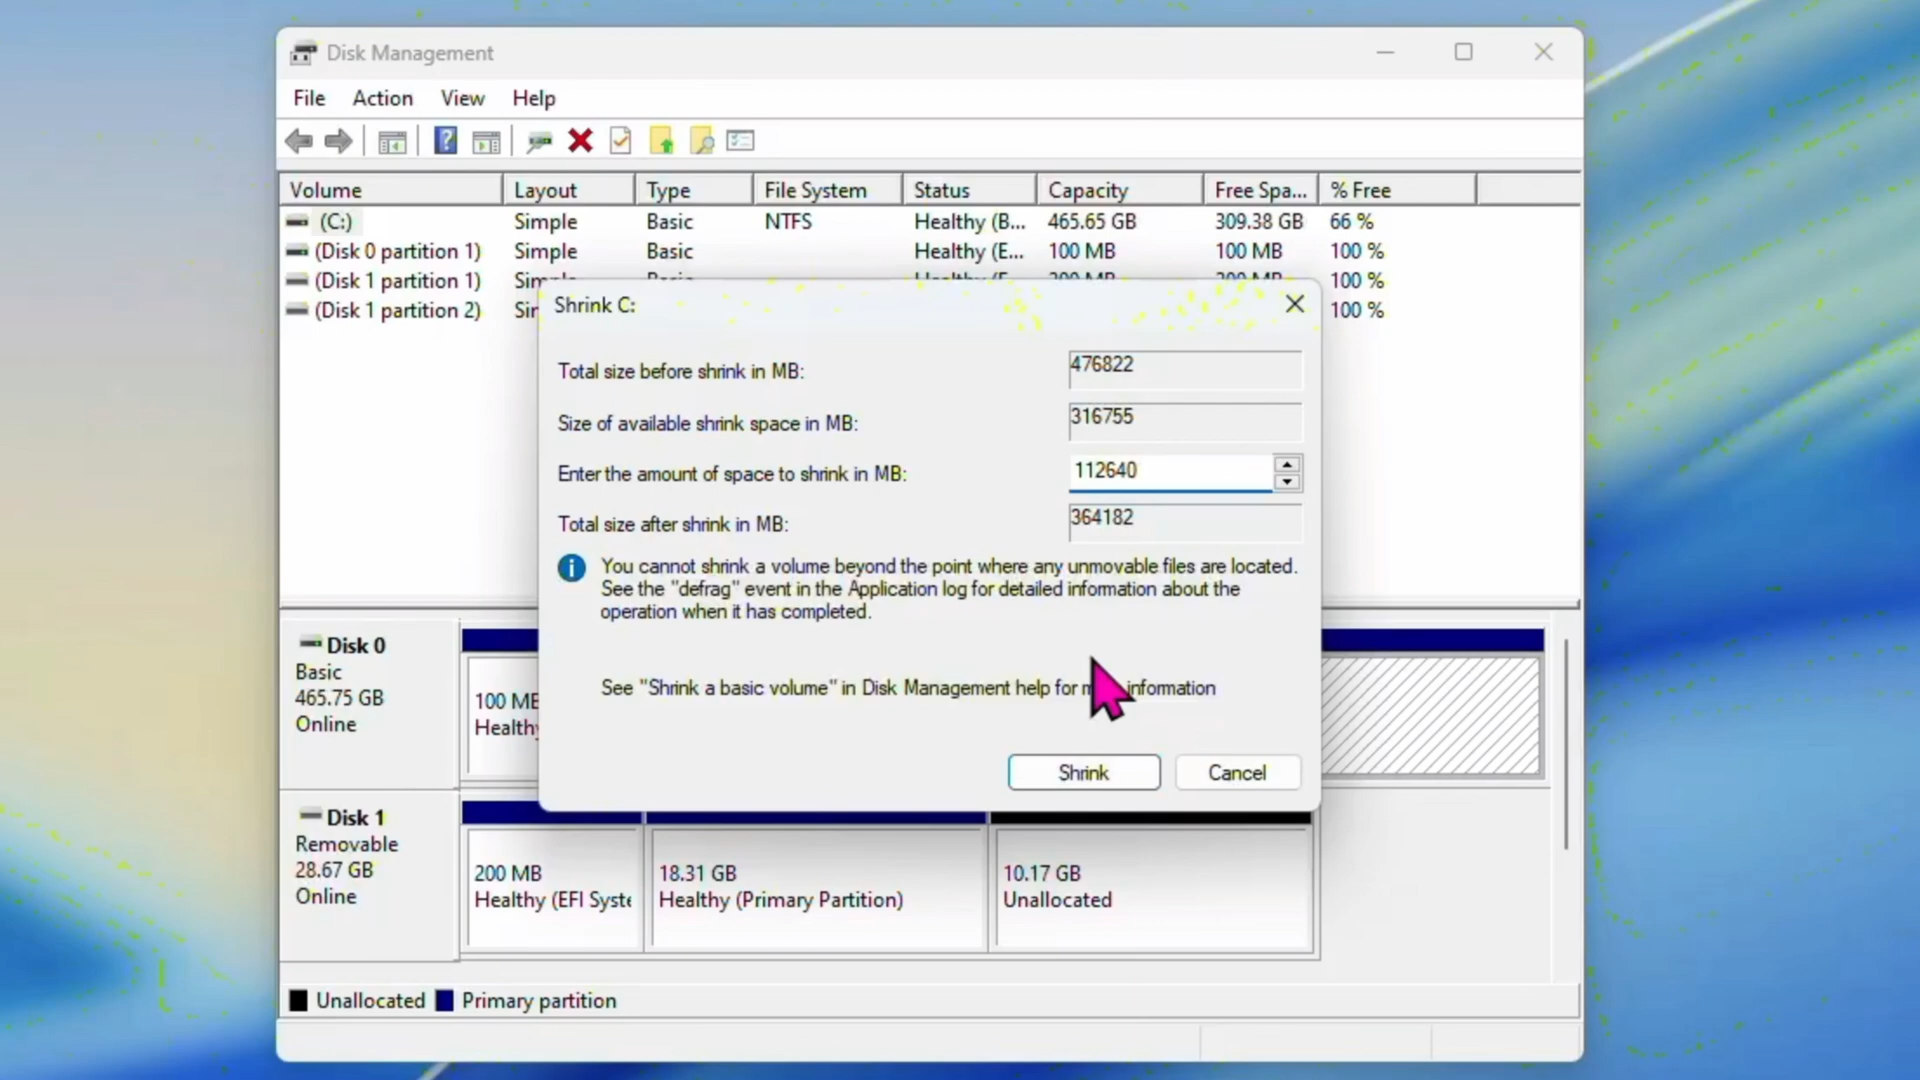 Disk Management
File Action View Help
Volume Layout Type File System Status Capacity Free Spa... % Free
(C:) Simple Basic NTFS Healthy (B... 465.65 GB 309.38 GB 66 %
(Disk 0 partition 1) Simple Basic Healthy (E... 100 MB 100 MB 100 %
(Disk 1 partition 1) 100 %
(Disk 1 partition 2) 100 %
Shrink C:
Total size before shrink in MB: 476822
Size of available shrink space in MB: 316755
Enter the amount of space to shrink in MB: 112640
Total size after shrink in MB: 364182
You cannot shrink a volume beyond the point where any unmovable files are located.
See the "defrag" event in the Application log for detailed information about the
operation when it has completed.
See "Shrink a basic volume" in Disk Management help for information
Shrink Cancel
Disk 0
Basic
465.75 GB
Online
100 MB
Healthy
Disk 1
Removable
28.67 GB
Online
200 MB
Healthy (EFI Syste
18.31 GB
Healthy (Primary Partition)
10.17 GB
Unallocated
Unallocated Primary partition